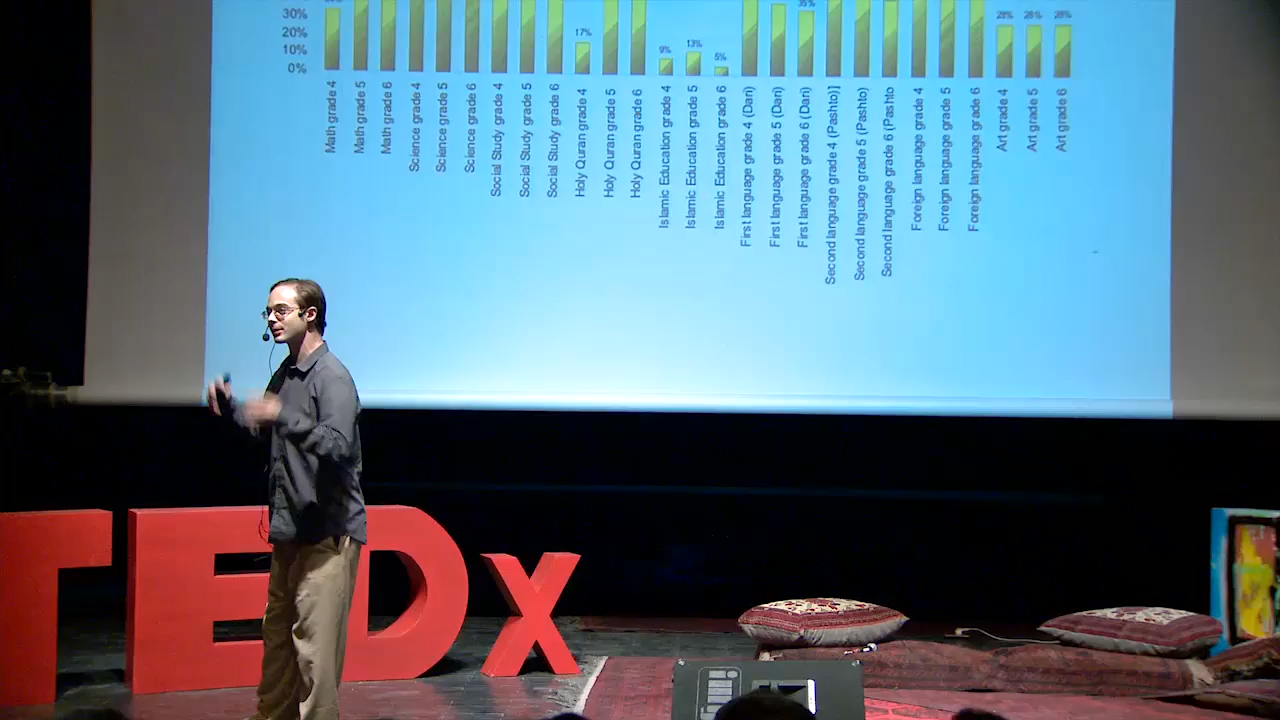 30%
20%
10%
0%
17%
9%
13%
5%
35%
28%
28%
28%
Math grade 4
Math grade 5
Math grade 6
Science grade 4
Science grade 5
Science grade 6
Social Study grade 4
Social Study grade 5
Social Study grade 6
Holy Quran grade 4
Holy Quran grade 5
Holy Quran grade 6
Islamic Education grade 4
Islamic Education grade 5
Islamic Education grade 6
First language grade 4 (Dari)
First language grade 5 (Dari)
First language grade 6 (Dari)
Second language grade 4 (Pashto)]
Second language grade 5 (Pashto)
Second language grade 6 (Pashto
Foreign language grade 4
Foreign language grade 5
Foreign language grade 6
Art grade 4
Art grade 5
Art grade 6
TEDx